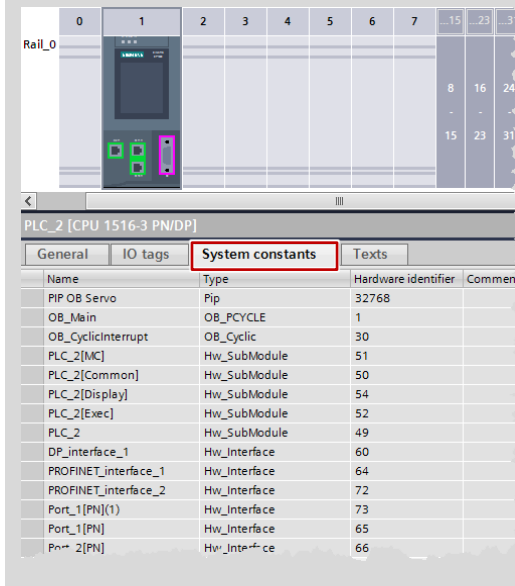 0 1 2 3 4 5 6 7 ...15 ...23 ...3
Rail_0
SIEMENS
8 16 24
- - -
15 23 31
PLC_2 [CPU 1516-3 PN/DP]
General IO tags System constants Texts
Name Type Hardware identifier Commen
PIP OB Servo Pip 32768
OB_Main OB_PCYCLE 1
OB_CyclicInterrupt OB_Cyclic 30
PLC_2[MC] Hw_SubModule 51
PLC_2[Common] Hw_SubModule 50
PLC_2[Display] Hw_SubModule 54
PLC_2[Exec] Hw_SubModule 52
PLC_2 Hw_SubModule 49
DP_interface_1 Hw_Interface 60
PROFINET_interface_1 Hw_Interface 64
PROFINET_interface_2 Hw_Interface 72
Port_1[PN](1) Hw_Interface 73
Port_1[PN] Hw_Interface 65
Port_2[PN] Hw_Interface 66